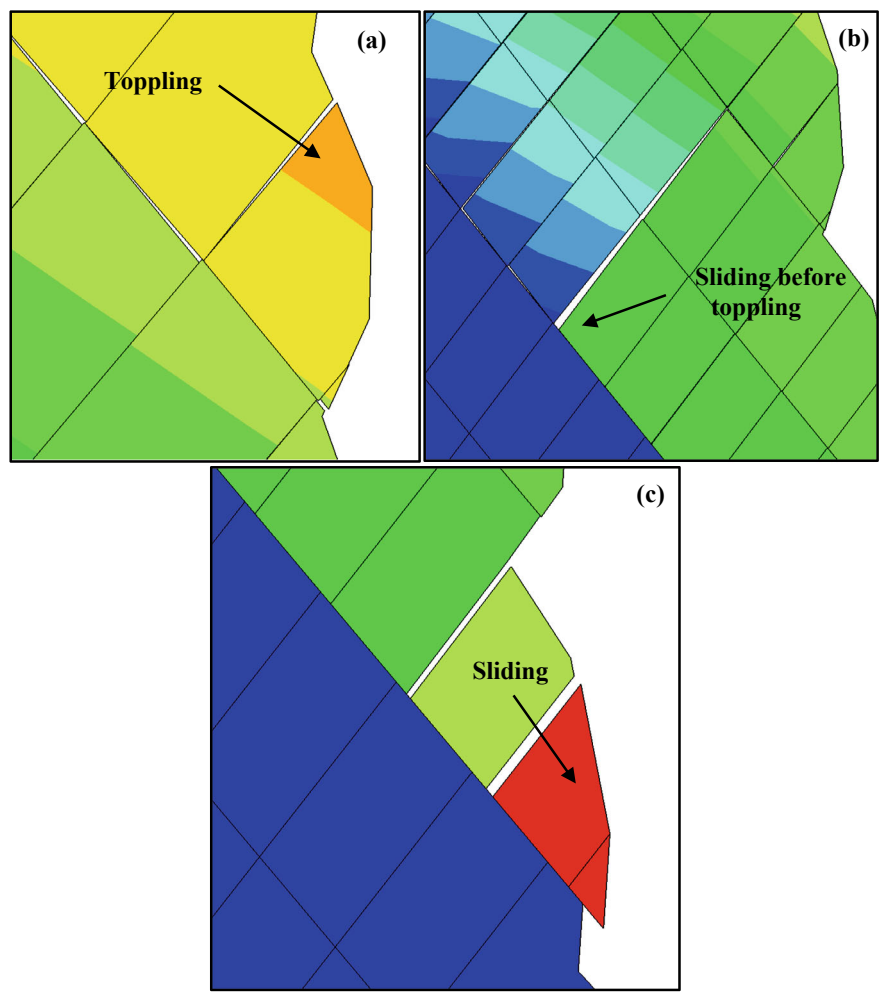 (a)
Toppling
(b)
Sliding before
toppling
(c)
Sliding